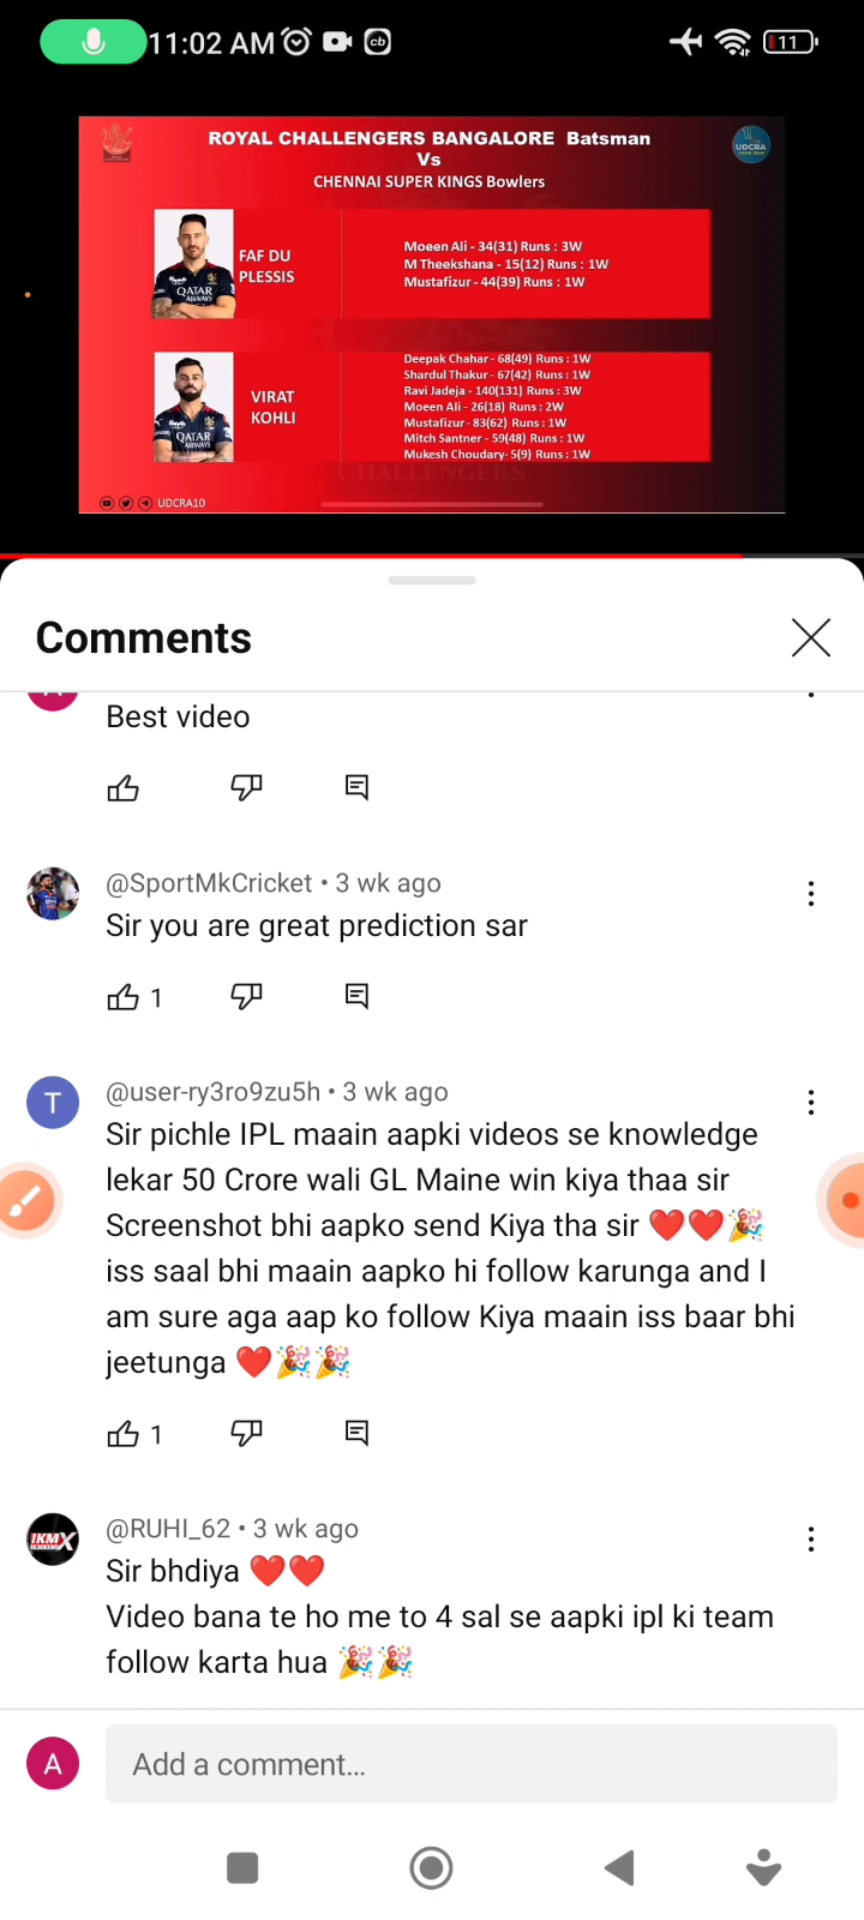 11:02 AM
11
ROYAL CHALLENGERS BANGALORE Batsman
Vs
CHENNAI SUPER KINGS Bowlers
UDCRA
FAF DU
PLESSIS
QATAR
AIRWAYS
Moeen Ali - 34(31) Runs : 3W
M Theekshana - 15(12) Runs : 1W
Mustafizur - 44(39) Runs : 1W
VIRAT
KOHLI
QATAR
AIRWAYS
Deepak Chahar - 68(49) Runs : 1W
Shardul Thakur - 67(42) Runs : 1W
Ravi Jadeja - 140(131) Runs : 3W
Moeen Ali - 26(18) Runs : 2W
Mustafizur - 83(62) Runs : 1W
Mitch Santner - 59(48) Runs : 1W
Mukesh Choudary- 5(9) Runs : 1W
CHALLENGERS
UDCRA10
Comments
Best video
@SportMkCricket • 3 wk ago
Sir you are great prediction sar
1
T
@user-ry3ro9zu5h • 3 wk ago
Sir pichle IPL maain aapki videos se knowledge
lekar 50 Crore wali GL Maine win kiya thaa sir
Screenshot bhi aapko send Kiya tha sir ❤️❤️🎉
iss saal bhi maain aapko hi follow karunga and I
am sure aga aap ko follow Kiya maain iss baar bhi
jeetunga ❤️🎉🎉
1
IKMX
@RUHI_62 • 3 wk ago
Sir bhdiya ❤️❤️
Video bana te ho me to 4 sal se aapki ipl ki team
follow karta hua 🎉🎉
A
Add a comment...